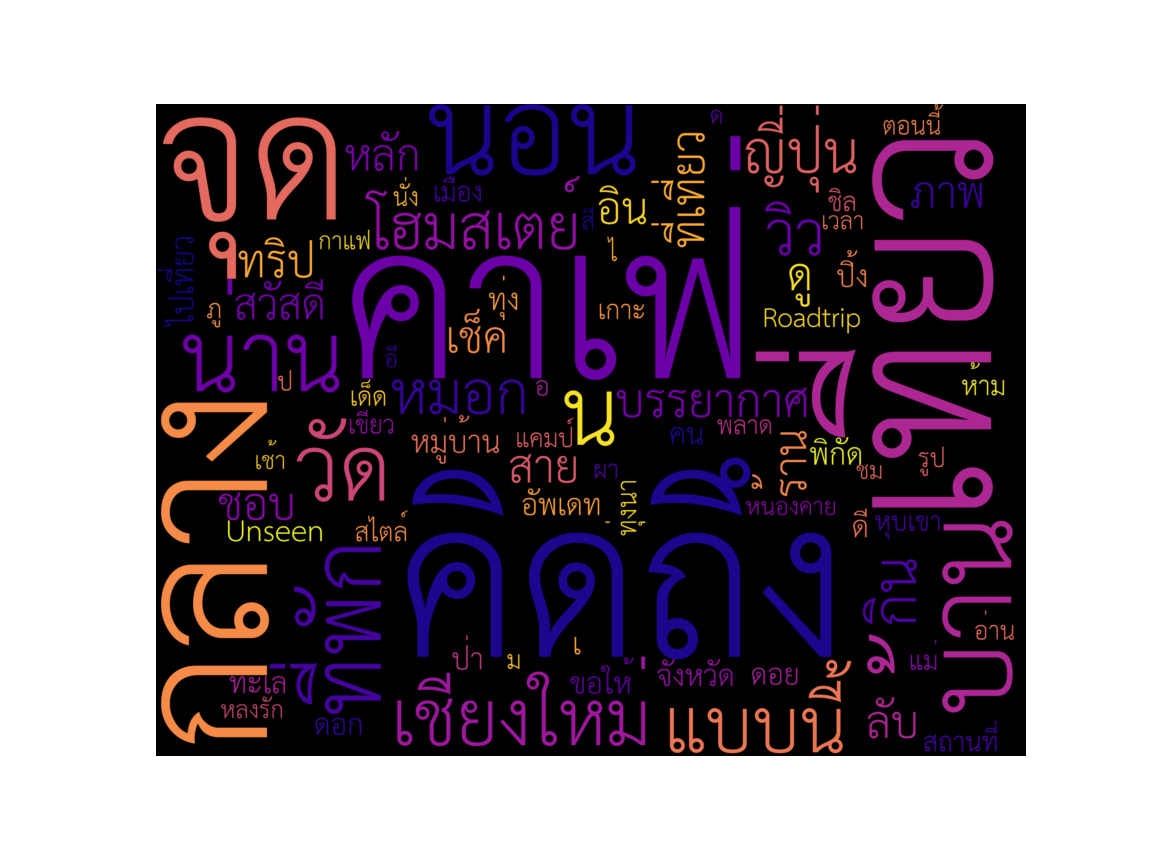 จุด
นอน
หลัก
นั่ง
เมือง
ที่เที่ยว
ญี่ปุ่น
ตอนนี้
ภาพ
ด
โฮมสเตย์
อิน
วิว
ชิล
เวลา
เที่ยว
ไปเที่ยว
ทริป
กาแฟ
คาเฟ่
ไ
ดู
ปิ้ง
ภู
สวัสดี
ทุ่ง
เช็ค
เกาะ
Roadtrip
นาน
ป
อี
เด็ด
หมอก
อ
น
บรรยากาศ
ห้าม
กลาง
วัด
เขียว
หมู่บ้าน
แคมป์
คน
พลาด
ร้าน
พิกัด
ชม
รูป
เช้า
สาย
ผา
ชอบ
อัพเดท
ทุ่งนา
หนองคาย
ดี
หุบเขา
Unseen
สไตล์
คิดถึง
ที่พัก
กิน
บ้าน
อ่าน
ป่า
ม
เ
แม่
ทะเล
หลงรัก
ดอก
เชียงใหม่
ขอให้
จังหวัด
ดอย
แบบนี้
ลับ
สถานที่